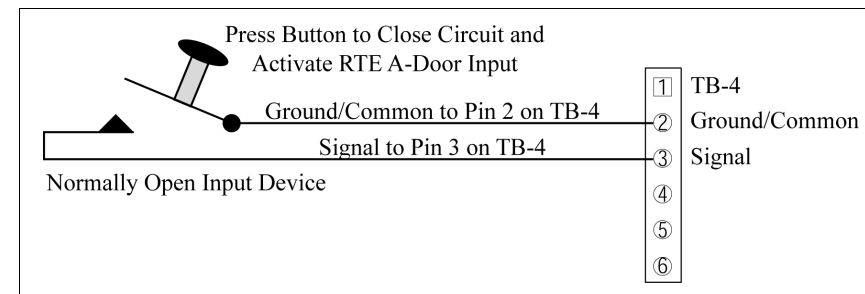 Press Button to Close Circuit and
Activate RTE A-Door Input
1 TB-4
Ground/Common to Pin 2 on TB-4
2 Ground/Common
Signal to Pin 3 on TB-4
3 Signal
Normally Open Input Device
4
5
6